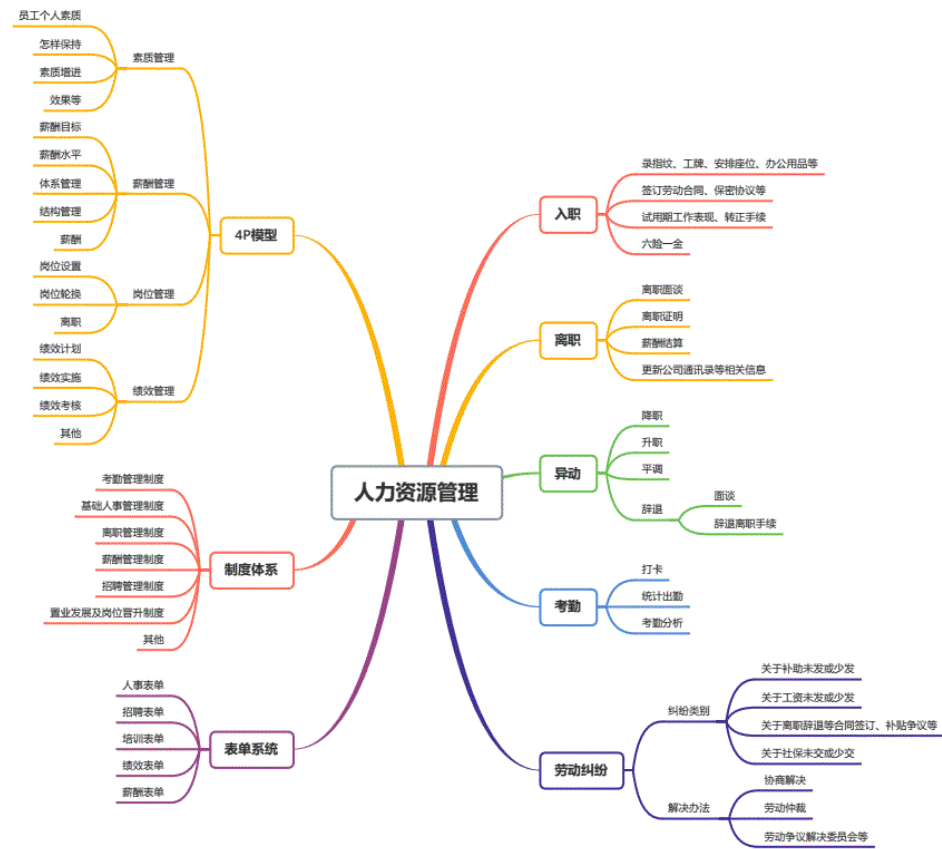 人力资源管理
4P模型
素质管理
员工个人素质
怎样保持
素质增进
效果等
薪酬管理
薪酬目标
薪酬水平
体系管理
结构管理
薪酬
岗位管理
岗位设置
岗位轮换
离职
绩效管理
绩效计划
绩效实施
绩效考核
其他
制度体系
考勤管理制度
基础人事管理制度
离职管理制度
薪酬管理制度
招聘管理制度
置业发展及岗位晋升制度
其他
表单系统
人事表单
招聘表单
培训表单
绩效表单
薪酬表单
入职
录指纹、工牌、安排座位、办公用品等
签订劳动合同、保密协议等
试用期工作表现、转正手续
六险一金
离职
离职面谈
离职证明
薪酬结算
更新公司通讯录等相关信息
异动
降职
升职
平调
辞退
面谈
辞退离职手续
考勤
打卡
统计出勤
考勤分析
劳动纠纷
纠纷类别
关于补助未发或少发
关于工资未发或少发
关于离职辞退等合同签订、补贴争议等
关于社保未交或少交
解决办法
协商解决
劳动仲裁
劳动争议解决委员会等